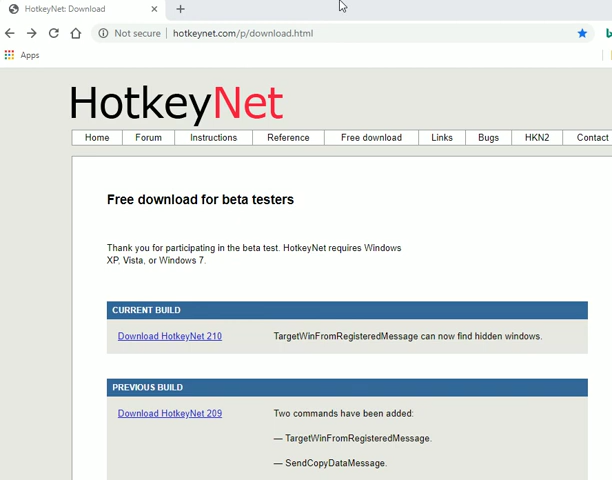 HotkeyNet: Download
Not secure
hotkeynet.com/p/download.html
Apps
HotkeyNet
Home
Forum
Instructions
Reference
Free download
Links
Bugs
HKN2
Contact
Free download for beta testers
Thank you for participating in the beta test. HotkeyNet requires Windows
XP, Vista, or Windows 7.
CURRENT BUILD
Download HotkeyNet 210
TargetWinFromRegisteredMessage can now find hidden windows.
PREVIOUS BUILD
Download HotkeyNet 209
Two commands have been added:
— TargetWinFromRegisteredMessage.
— SendCopyDataMessage.